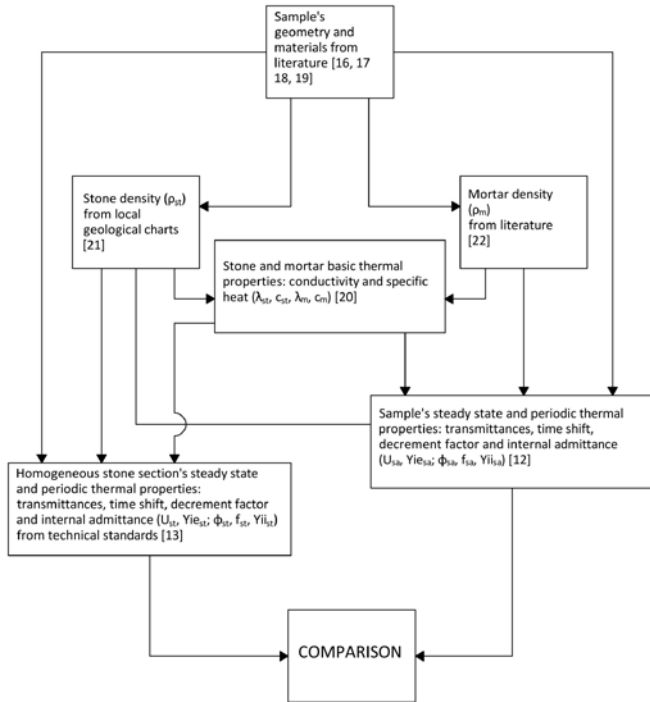 Sample's
geometry and
materials from
literature [16, 17
18, 19]
Stone density (ρst)
from local
geological charts
[21]
Mortar density
(ρm)
from literature
[22]
Stone and mortar basic thermal
properties: conductivity and specific
heat (λst, cst, λm, cm) [20]
Sample's steady state and periodic thermal
properties: transmittances, time shift,
decrement factor and internal admittance
(Usa, Yiesa; ϕsa, fsa, Yiisa) [12]
Homogeneous stone section's steady state
and periodic thermal properties:
transmittances, time shift, decrement factor
and internal admittance (Ust, Yiest; ϕst, fst, Yiist)
from technical standards [13]
COMPARISON